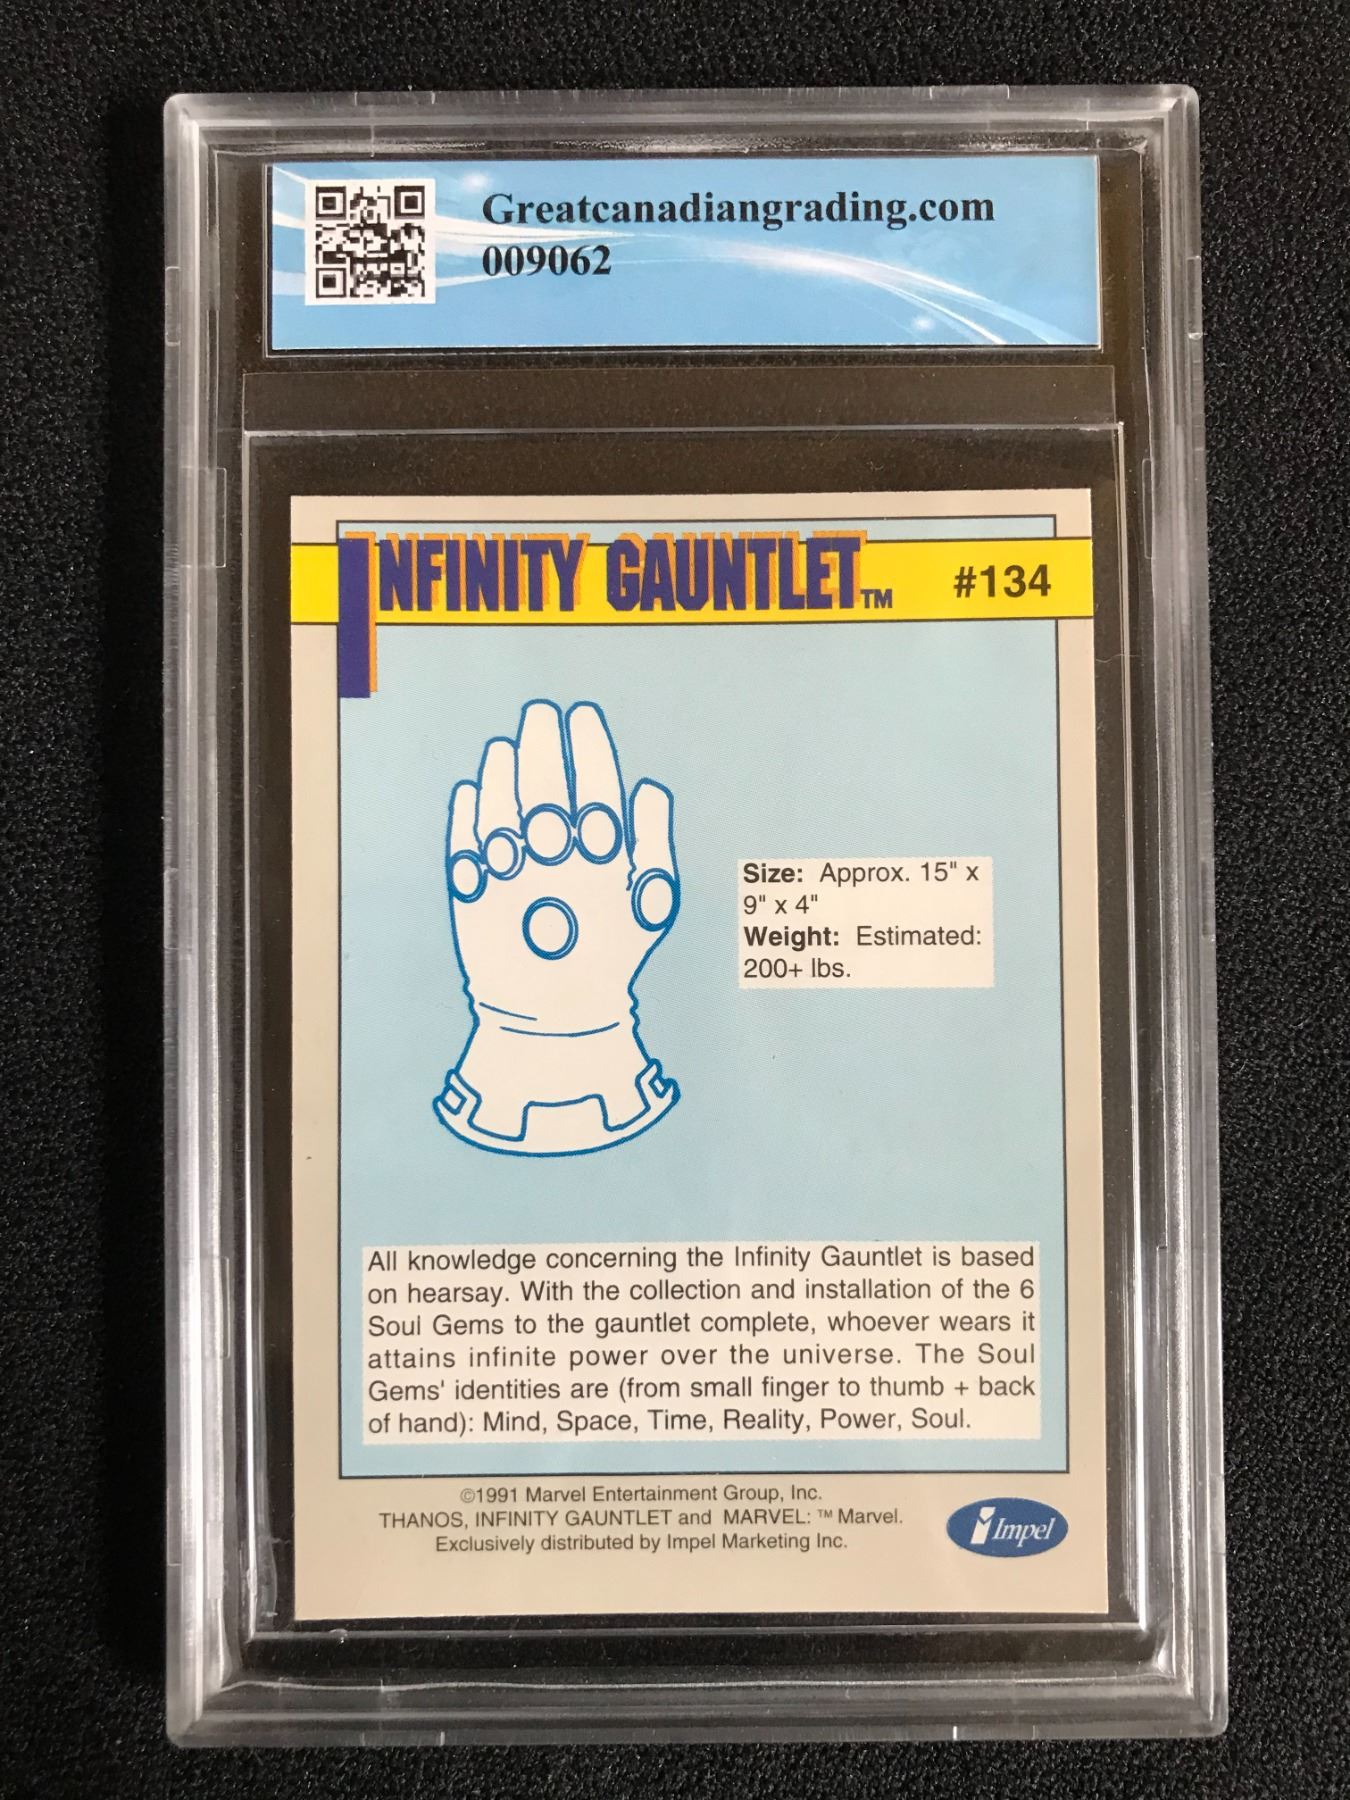 Greatcanadiangrading.com
009062
INFINITY GAUNTLET™ #134
Size: Approx. 15" x
9" x 4"
Weight: Estimated:
200+ lbs.
All knowledge concerning the Infinity Gauntlet is based
on hearsay. With the collection and installation of the 6
Soul Gems to the gauntlet complete, whoever wears it
attains infinite power over the universe. The Soul
Gems' identities are (from small finger to thumb + back
of hand): Mind, Space, Time, Reality, Power, Soul.
©1991 Marvel Entertainment Group, Inc.
THANOS, INFINITY GAUNTLET and MARVEL: ™ Marvel.
Exclusively distributed by Impel Marketing Inc.
Impel